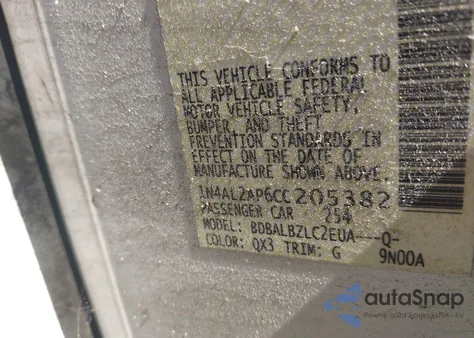 THIS VEHICLE CONFORMS TO
ALL APPLICABLE FEDERAL
MOTOR VEHICLE SAFETY,
BUMPER, AND THEFT
PREVENTION STANDARDS IN
EFFECT ON THE DATE OF
MANUFACTURE SHOWN ABOVE.
1N4AL2AP6CC205382
PASSENGER CAR 254
MODEL: BDBALBZLC2EUA---Q-
COLOR: QX3 TRIM: G 9N00A
autoSnap